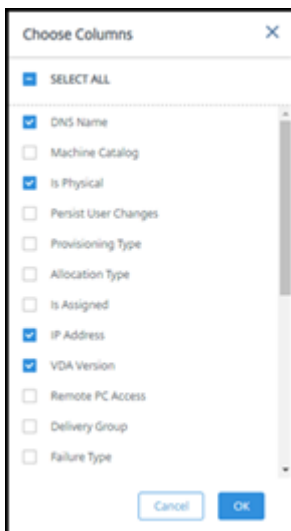 Choose Columns
SELECT ALL
DNS Name
Machine Catalog
Is Physical
Persist User Changes
Provisioning Type
Allocation Type
Is Assigned
IP Address
VDA Version
Remote PC Access
Delivery Group
Failure Type
Cancel
OK